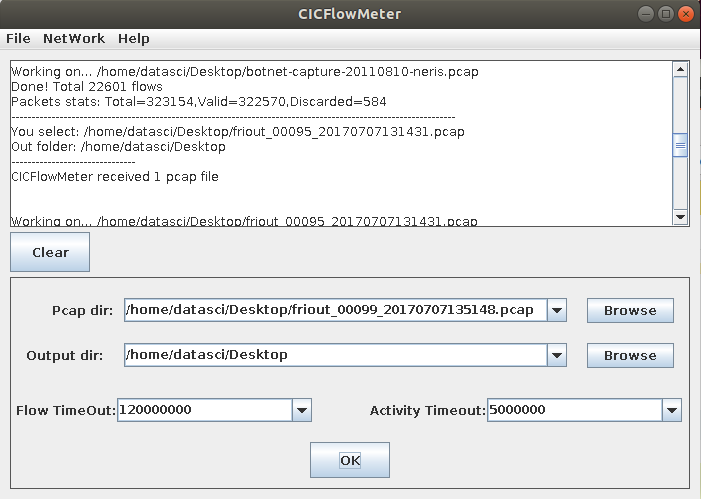 CICFlowMeter
File NetWork Help
Working on... /home/datasci/Desktop/botnet-capture-20110810-neris.pcap
Done! Total 22601 flows
Packets stats: Total=323154,Valid=322570,Discarded=584
---------------------------------------------------------------------------------------------------------------
You select: /home/datasci/Desktop/friout_00095_20170707131431.pcap
Out folder: /home/datasci/Desktop
-------------------------------
CICFlowMeter received 1 pcap file
Working on... /home/datasci/Desktop/friout_00095_20170707131431.pcap
Clear
Pcap dir: /home/datasci/Desktop/friout_00099_20170707135148.pcap Browse
Output dir: /home/datasci/Desktop Browse
Flow TimeOut: 120000000 Activity Timeout: 5000000
OK